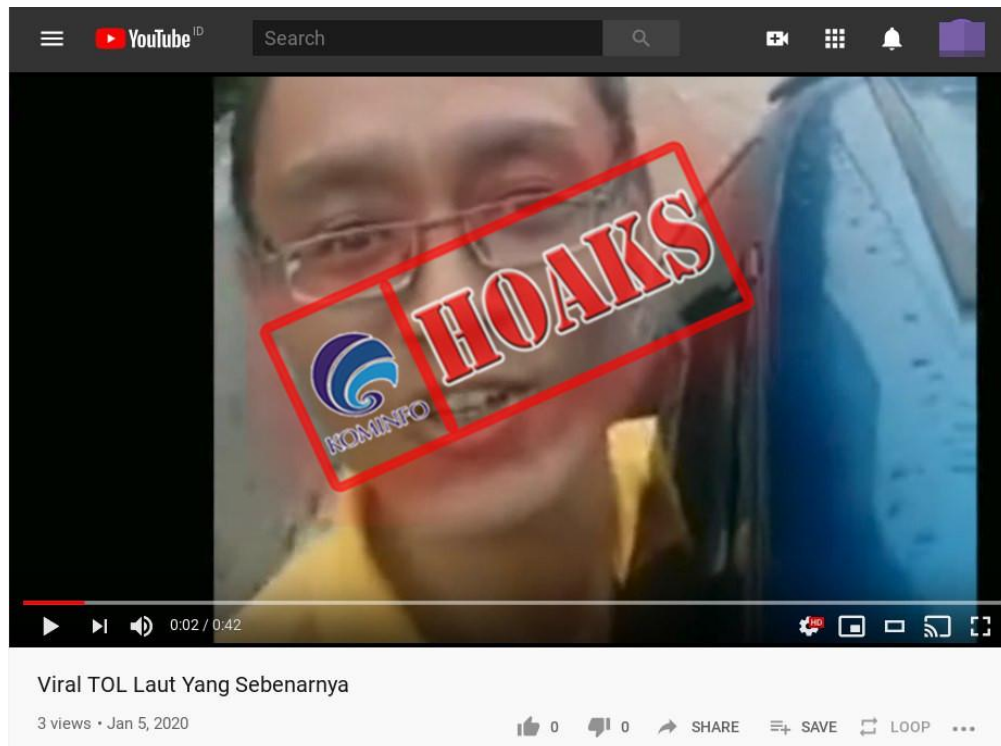 YouTube ID
Search
HOAKS
KOMINFO
0:02 / 0:42
HD
Viral TOL Laut Yang Sebenarnya
3 views • Jan 5, 2020
0
0
SHARE
SAVE
LOOP